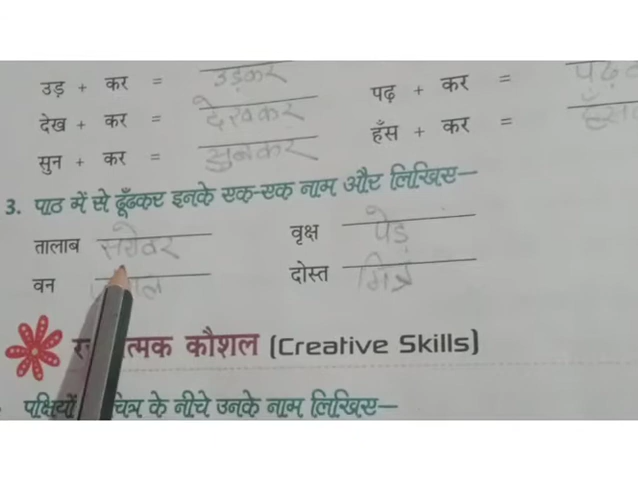 उड़ + कर = उड़कर
पढ़ + कर =
देख + कर = देखकर
हँस + कर =
सुन + कर = सुनकर
3. पाठ में से ढूँढकर इनके एक-एक नाम और लिखिए—
तालाब सरोवर वृक्ष पेड़
वन दोस्त मित्र
कौशल (Creative Skills)
पक्षियों चित्र के नीचे उनके नाम लिखिए—